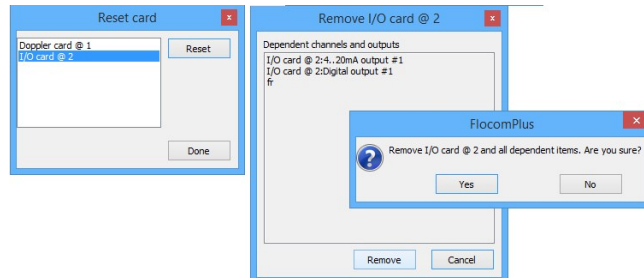 Reset card
Doppler card @ 1
I/O card @ 2
Reset
Done
Remove I/O card @ 2
Dependent channels and outputs
I/O card @ 2:4..20mA output #1
I/O card @ 2:Digital output #1
fr
Remove
Cancel
FlocomPlus
Remove I/O card @ 2 and all dependent items. Are you sure?
Yes
No